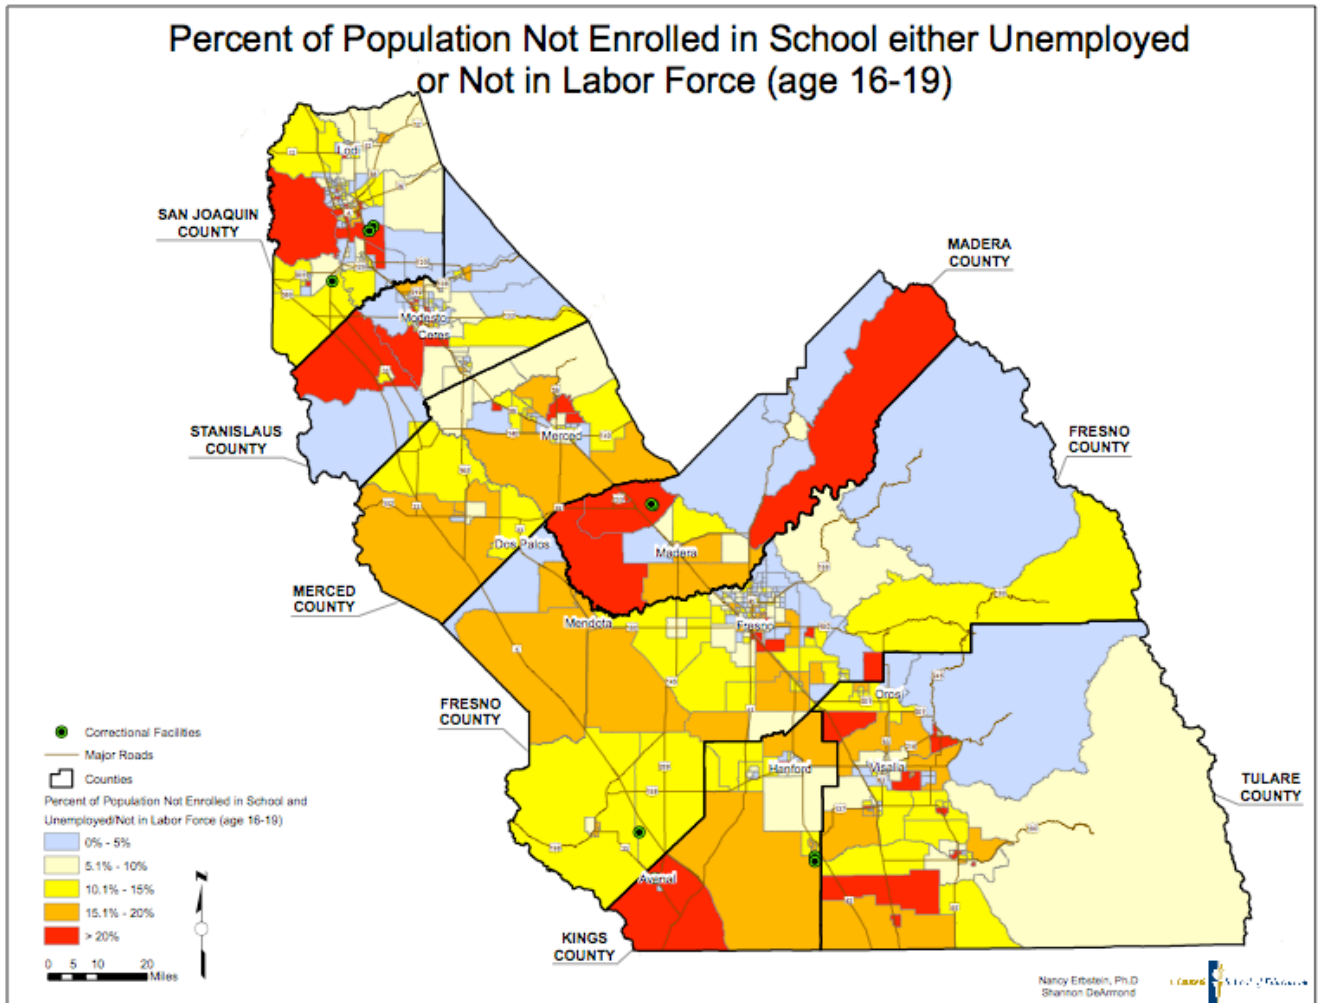 Percent of Population Not Enrolled in School either Unemployed
or Not in Labor Force (age 16-19)
Lodi
SAN JOAQUIN
COUNTY
MADERA
COUNTY
Modesto
Ceres
STANISLAUS
COUNTY
FRESNO
COUNTY
Merced
Dos Palos
Madera
MERCED
COUNTY
Mendota
Fresno
Orosi
FRESNO
COUNTY
Hanford
Visalia
TULARE
COUNTY
Avenal
KINGS
COUNTY
Correctional Facilities
Major Roads
Counties
Percent of Population Not Enrolled in School and
Unemployed/Not in Labor Force (age 16-19)
0% - 5%
5.1% - 10%
10.1% - 15%
15.1% - 20%
> 20%
N
0 5 10 20
Miles
Nancy Erbstein, Ph.D
Shannon DeArmond